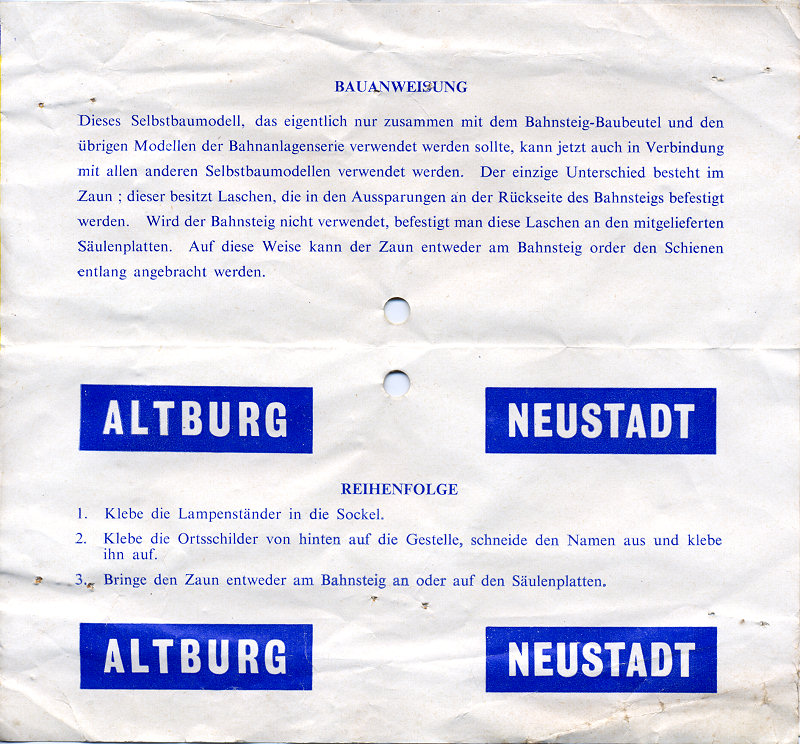 BAUANWEISUNG
Dieses Selbstbaumodell, das eigentlich nur zusammen mit dem Bahnsteig-Baubeutel und den
übrigen Modellen der Bahnanlagenserie verwendet werden sollte, kann jetzt auch in Verbindung
mit allen anderen Selbstbaumodellen verwendet werden. Der einzige Unterschied besteht im
Zaun ; dieser besitzt Laschen, die in den Aussparungen an der Rückseite des Bahnsteigs befestigt
werden. Wird der Bahnsteig nicht verwendet, befestigt man diese Laschen an den mitgelieferten
Säulenplatten. Auf diese Weise kann der Zaun entweder am Bahnsteig order den Schienen
entlang angebracht werden.
ALTBURG
NEUSTADT
REIHENFOLGE
1. Klebe die Lampenständer in die Sockel.
2. Klebe die Ortsschilder von hinten auf die Gestelle, schneide den Namen aus und klebe
ihn auf.
3. Bringe den Zaun entweder am Bahnsteig an oder auf den Säulenplatten.
ALTBURG
NEUSTADT